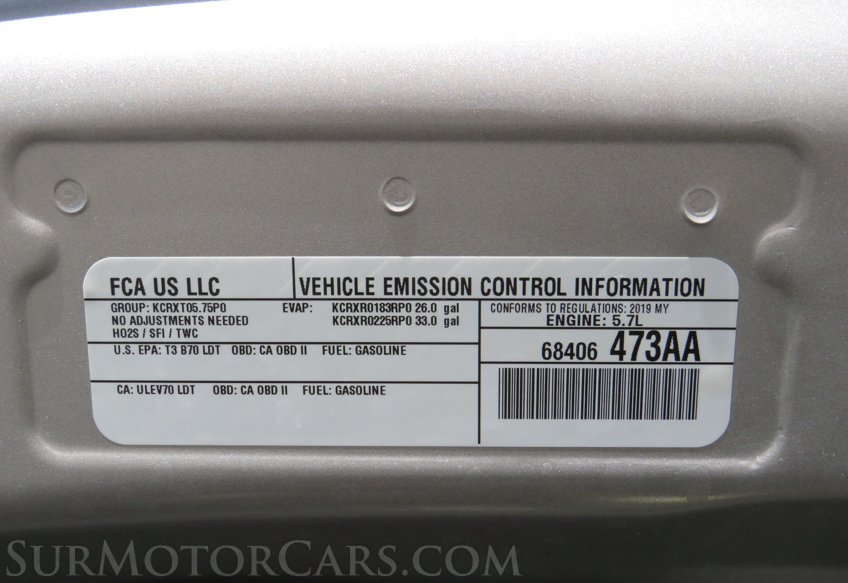 FCA US LLC VEHICLE EMISSION CONTROL INFORMATION
GROUP: KCRXT05.75P0 EVAP: KCRXR0183RP0 26.0 gal
NO ADJUSTMENTS NEEDED KCRXR0225RP0 33.0 gal
HO2S / SFI / TWC
CONFORMS TO REGULATIONS: 2019 MY
ENGINE: 5.7L
U.S. EPA: T3 B70 LDT OBD: CA OBD II FUEL: GASOLINE
68406 473AA
CA: ULEV70 LDT OBD: CA OBD II FUEL: GASOLINE
SURMOTORCARS.COM